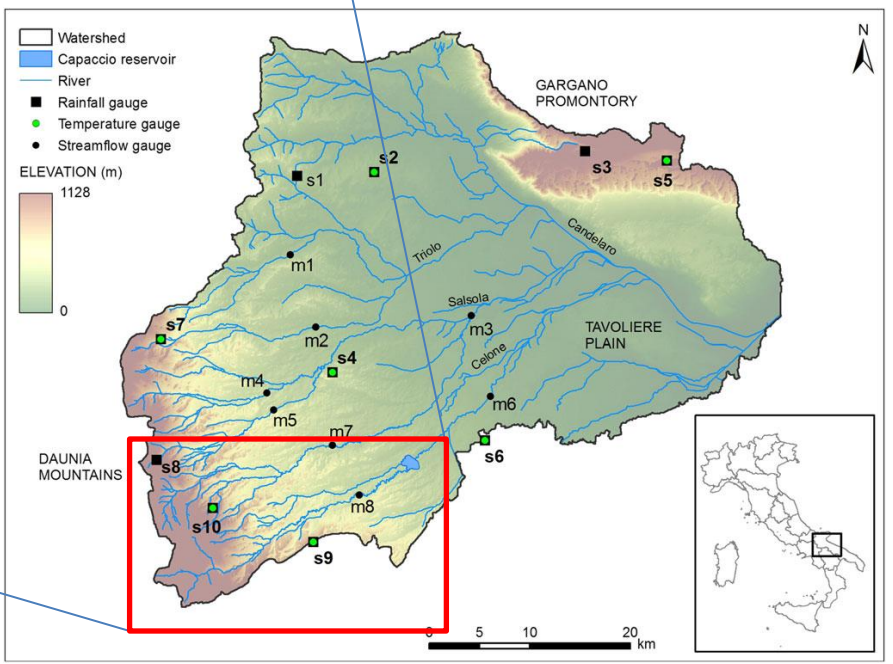 Watershed
Capaccio reservoir
River
Rainfall gauge
Temperature gauge
Streamflow gauge
ELEVATION (m)
1128
0
N
GARGANO
PROMONTORY
s2
s3
s5
s1
Candelaro
m1
Triolo
Salsola
s7
m2
m3
TAVOLIERE
PLAIN
s4
Celone
m4
m5
m6
m7
s6
DAUNIA
MOUNTAINS
s8
m8
s10
s9
0 5 10 20
km